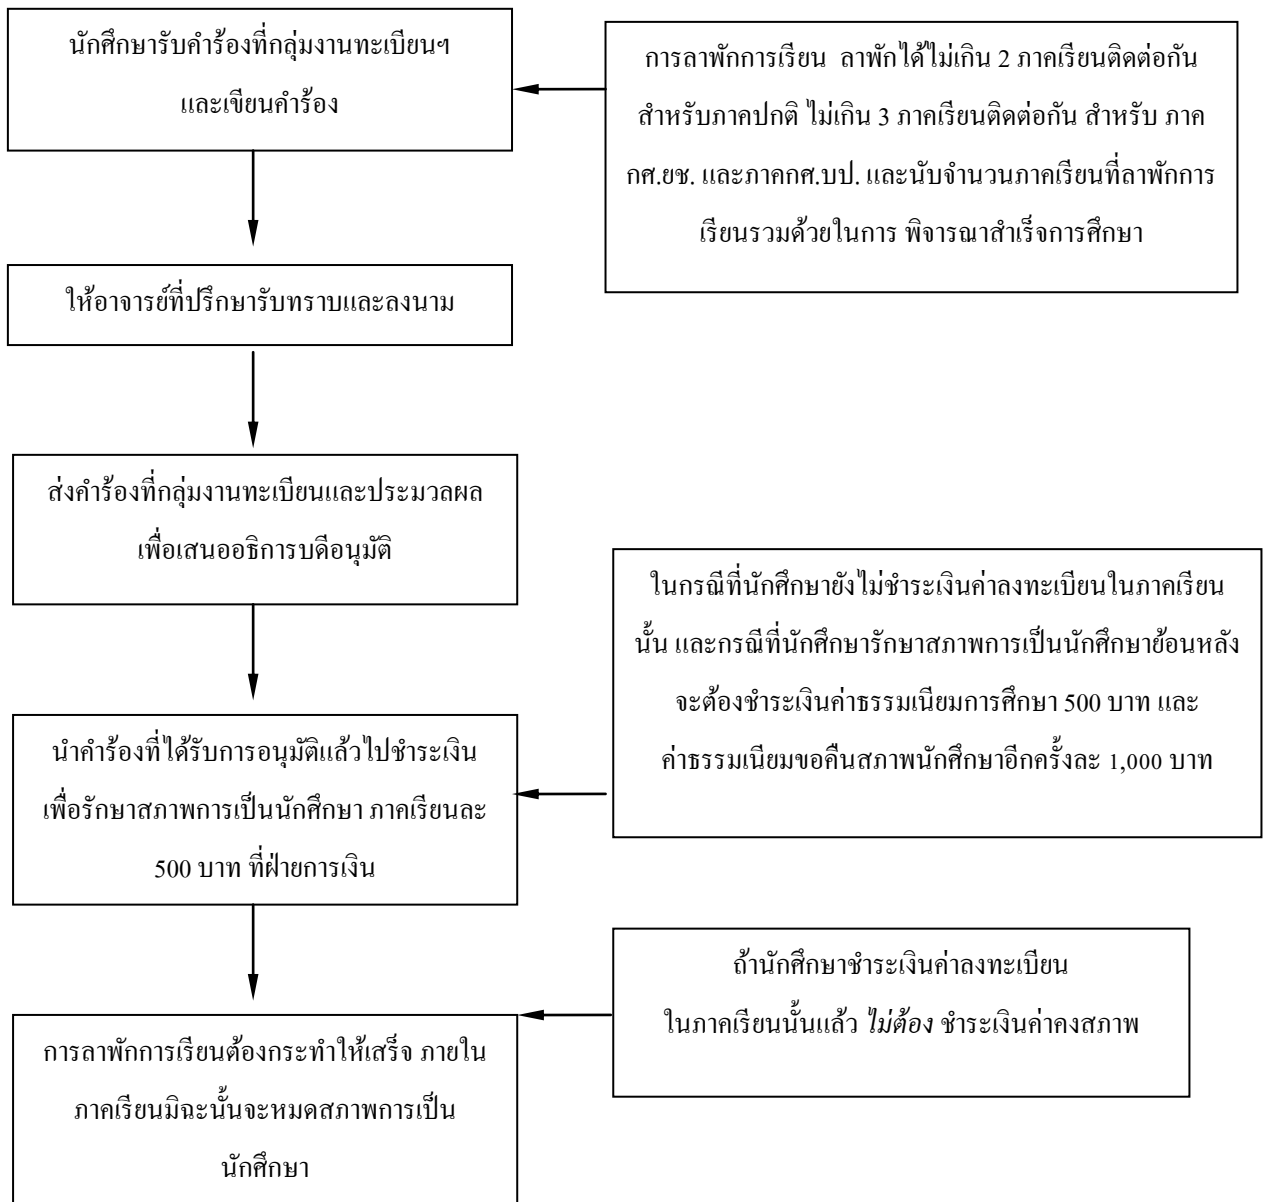 นักศึกษารับคำร้องที่กลุ่มงานทะเบียนฯ
และเขียนคำร้อง
การลาพักการเรียน ลาพักได้ไม่เกิน 2 ภาคเรียนติดต่อกัน
สำหรับภาคปกติ ไม่เกิน 3 ภาคเรียนติดต่อกัน สำหรับ ภาค
กศ.ยช. และภาคกศ.บป. และนับจำนวนภาคเรียนที่ลาพักการ
เรียนรวมด้วยในการ พิจารณาสำเร็จการศึกษา
ให้อาจารย์ที่ปรึกษารับทราบและลงนาม
ส่งคำร้องที่กลุ่มงานทะเบียนและประมวลผล
เพื่อเสนออธิการบดีอนุมัติ
ในกรณีที่นักศึกษายังไม่ชำระเงินค่าลงทะเบียนในภาคเรียน
นั้น และกรณีที่นักศึกษารักษาสภาพการเป็นนักศึกษาย้อนหลัง
จะต้องชำระเงินค่าธรรมเนียมการศึกษา 500 บาท และ
ค่าธรรมเนียมขอคืนสภาพนักศึกษาอีกครั้งละ 1,000 บาท
นำคำร้องที่ได้รับการอนุมัติแล้วไปชำระเงิน
เพื่อรักษาสภาพการเป็นนักศึกษา ภาคเรียนละ
500 บาท ที่ฝ่ายการเงิน
ถ้านักศึกษาชำระเงินค่าลงทะเบียน
ในภาคเรียนนั้นแล้ว ไม่ต้อง ชำระเงินค่าคงสภาพ
การลาพักการเรียนต้องกระทำให้เสร็จ ภายใน
ภาคเรียนมิฉะนั้นจะหมดสภาพการเป็น
นักศึกษา